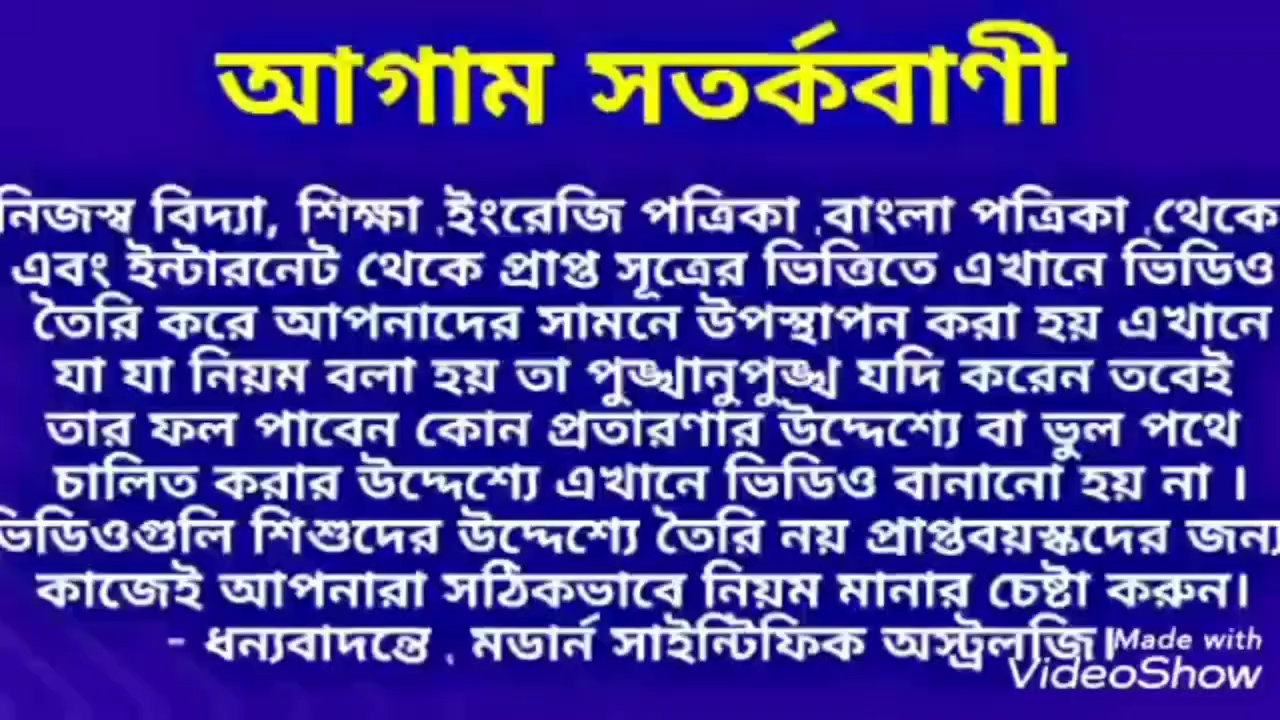 আগাম সতর্কবাণী
নিজস্ব বিদ্যা, শিক্ষা ,ইংরেজি পত্রিকা ,বাংলা পত্রিকা ,থেকে
এবং ইন্টারনেট থেকে প্রাপ্ত সূত্রের ভিত্তিতে এখানে ভিডিও
তৈরি করে আপনাদের সামনে উপস্থাপন করা হয় এখানে
যা যা নিয়ম বলা হয় তা পুঙ্খানুপুঙ্খ যদি করেন তবেই
তার ফল পাবেন কোন প্রতারণার উদ্দেশ্যে বা ভুল পথে
চালিত করার উদ্দেশ্যে এখানে ভিডিও বানানো হয় না ।
ভিডিওগুলি শিশুদের উদ্দেশ্যে তৈরি নয় প্রাপ্তবয়স্কদের জন্য
কাজেই আপনারা সঠিকভাবে নিয়ম মানার চেষ্টা করুন।
- ধন্যবাদন্তে , মডার্ন সাইন্টিফিক অস্ট্রলজি।
Made with
VideoShow